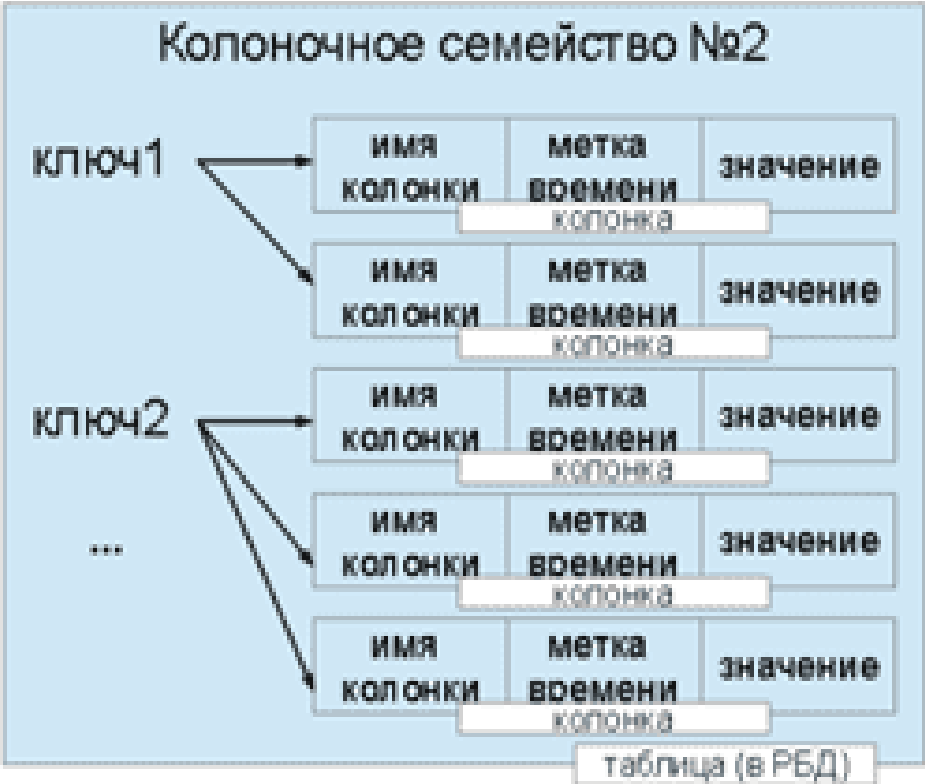 Колоночное семейство №2
ключ1
имя колонки
метка времени
значение
колонка
имя колонки
метка времени
значение
колонка
ключ2
имя колонки
метка времени
значение
колонка
...
имя колонки
метка времени
значение
колонка
имя колонки
метка времени
значение
колонка
таблица (в РБД)